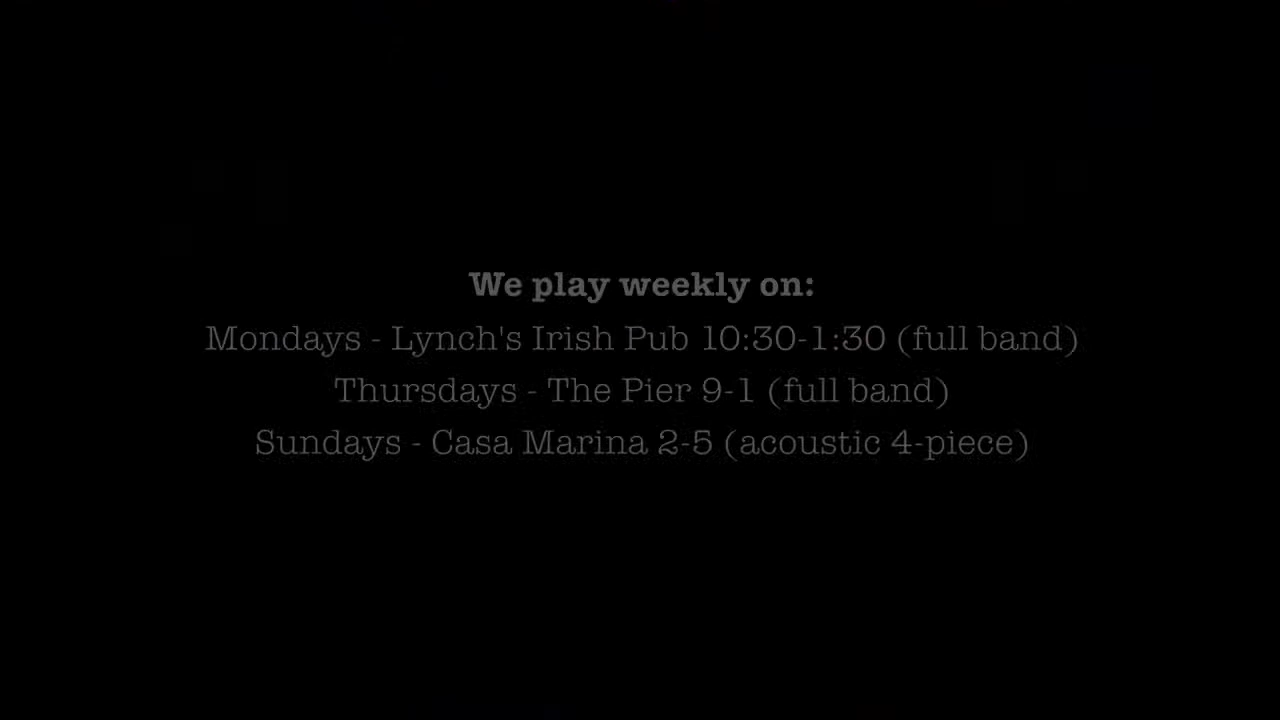 We play weekly on:
Mondays - Lynch's Irish Pub 10:30-1:30 (full band)
Thursdays - The Pier 9-1 (full band)
Sundays - Casa Marina 2-5 (acoustic 4-piece)